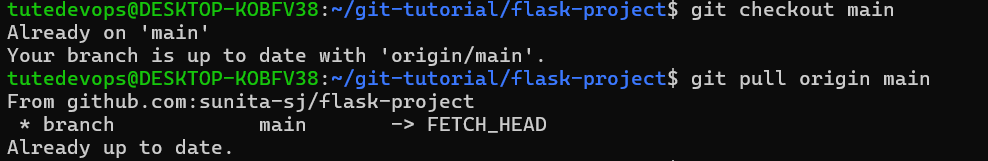 tutedevops@DESKTOP-KOBFV38:~/git-tutorial/flask-project$ git checkout main
Already on 'main'
Your branch is up to date with 'origin/main'.
tutedevops@DESKTOP-KOBFV38:~/git-tutorial/flask-project$ git pull origin main
From github.com:sunita-sj/flask-project
 * branch            main       -> FETCH_HEAD
Already up to date.